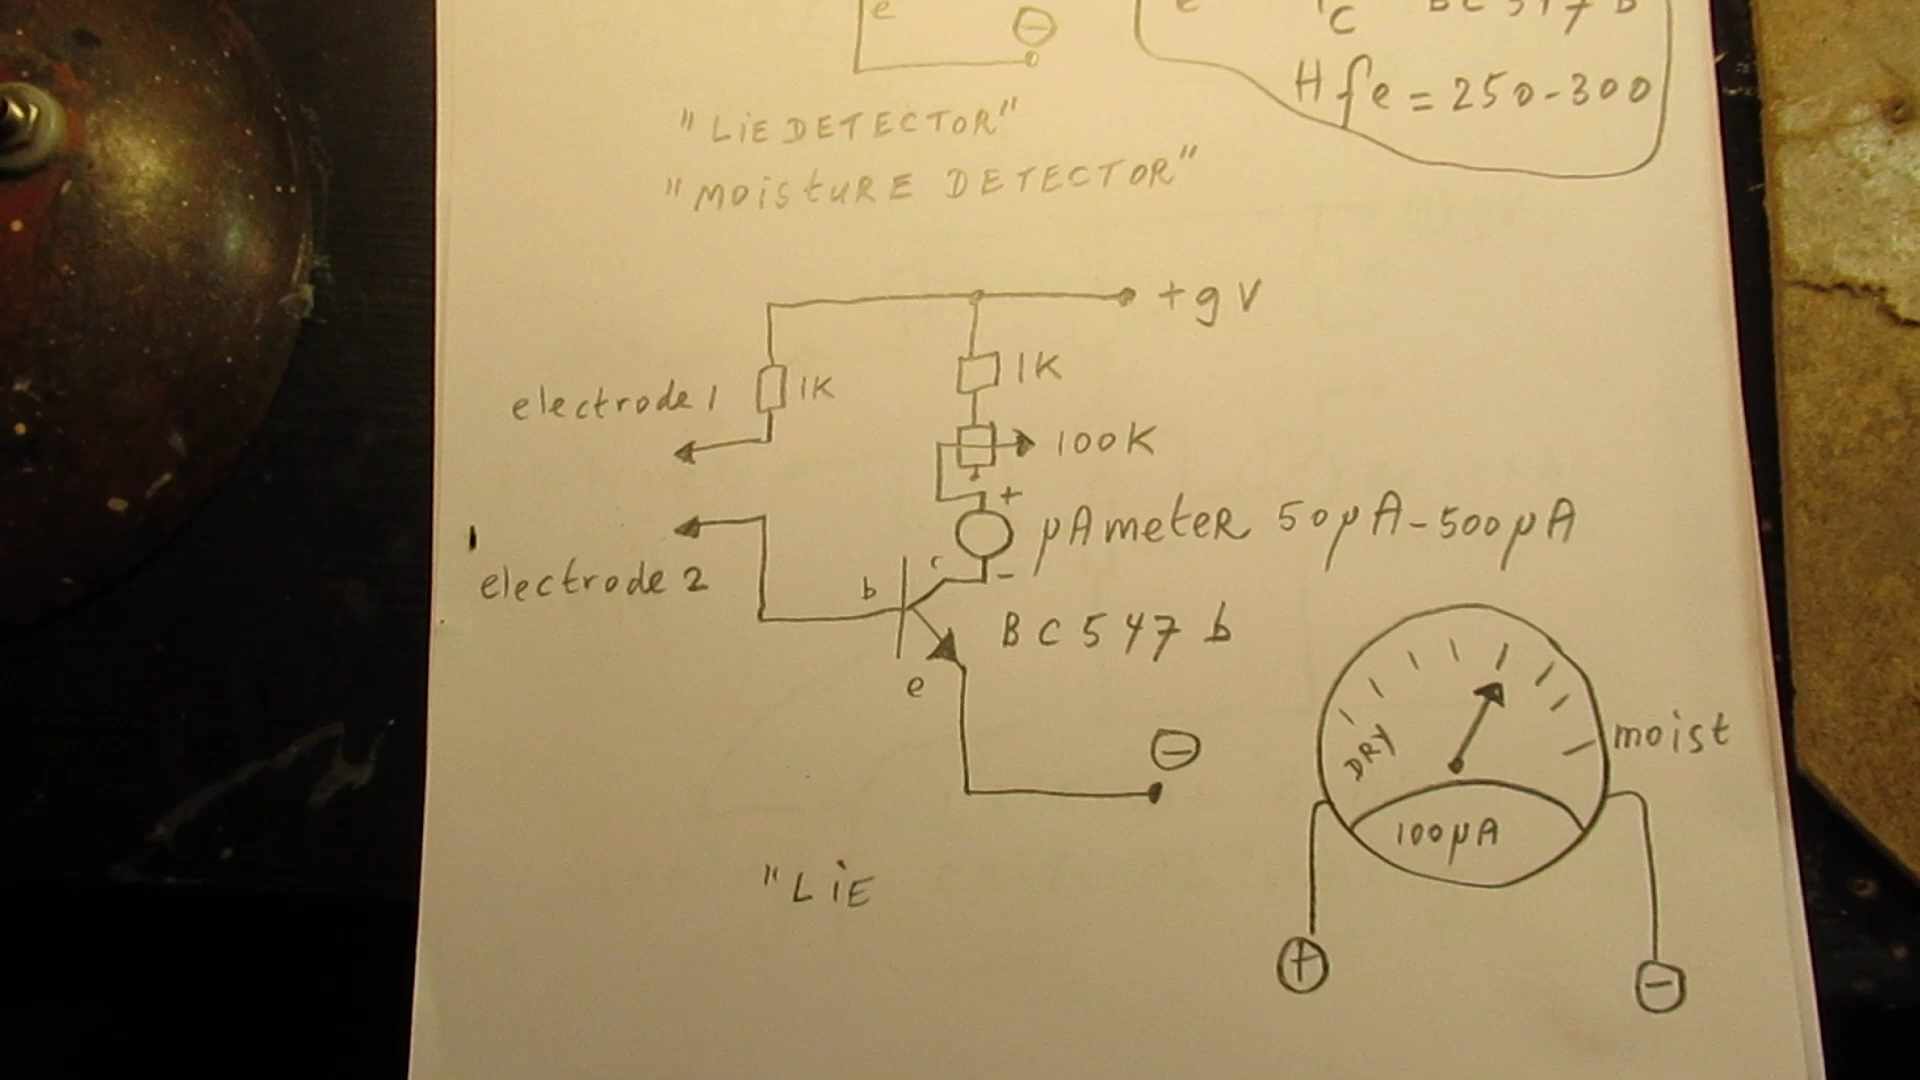 e
⊖
e
C BC547b
Hfe = 250-300
"LiE DETECTOR"
"MOiStURE DETECTOR"
+9V
1K
electrode 1
1K
100K
+
µAmeteR 50µA-500µA
c
-
b
electrode 2
BC547b
e
⊖
DRY
moist
100µA
"LiE
⊕
⊖